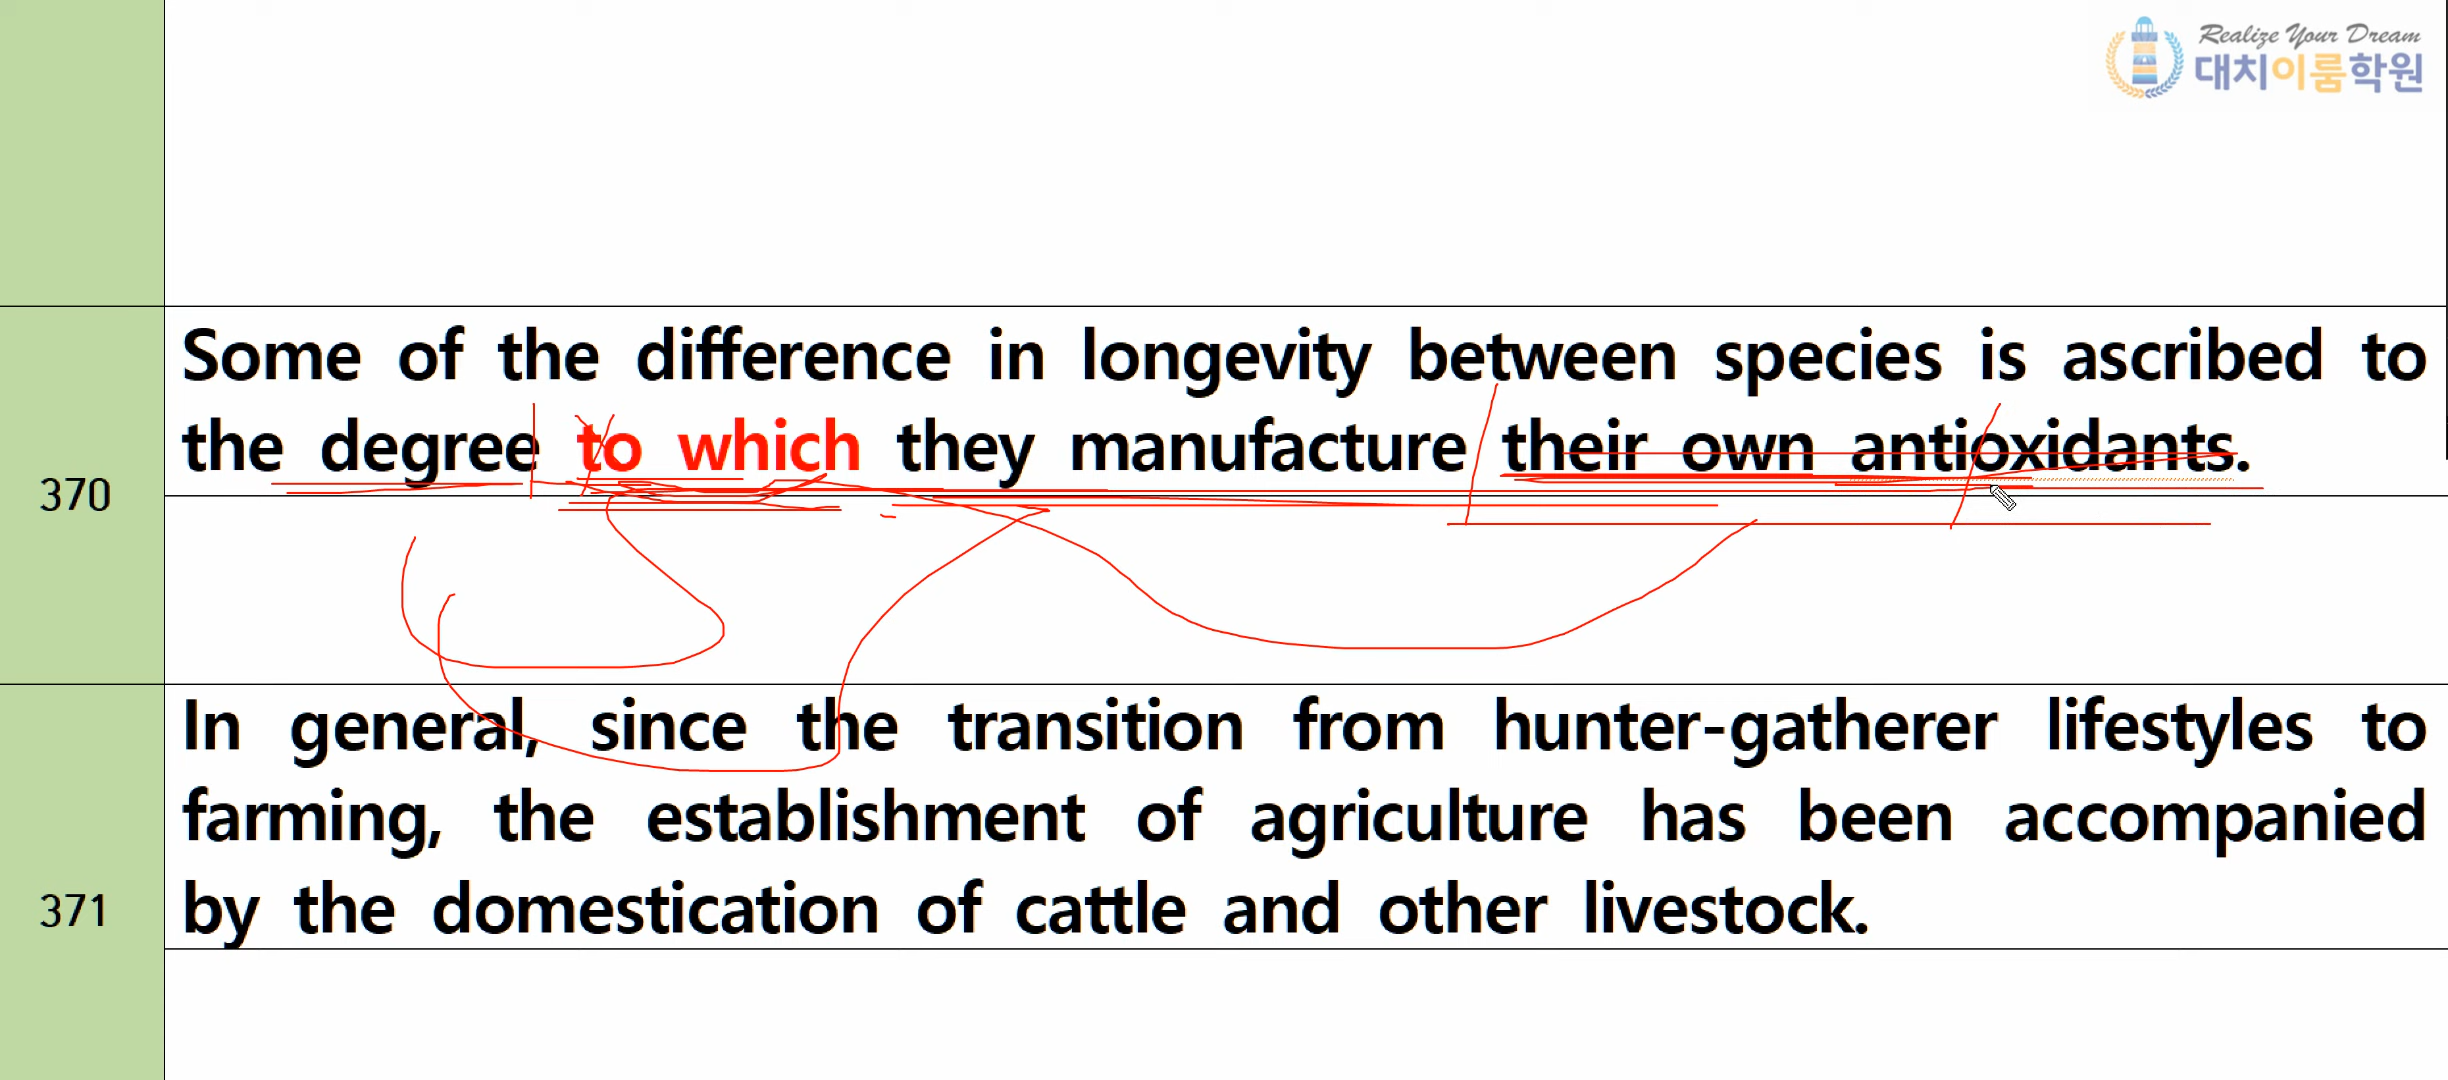 Realize Your Dream
대치이룸학원
Some of the difference in longevity between species is ascribed to
the degree to which they manufacture their own antioxidants.
370
In general, since the transition from hunter-gatherer lifestyles to
farming, the establishment of agriculture has been accompanied
371
by the domestication of cattle and other livestock.